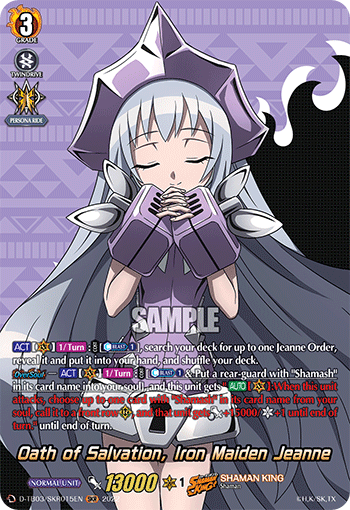 3
GRADE
TWINDRIVE
PERSONA RIDE
SAMPLE
ACT 1/Turn : 1, search your deck for up to one Jeanne Order,
reveal it and put it into your hand, and shuffle your deck.
OverSoul ACT 1/Turn : 1 & Put a rear-guard with "Shamash"
in its card name into your soul], and this unit gets AUTO : When this unit
attacks, choose up to one card with "Shamash" in its card name from your
soul, call it to and that unit gets +15000/ +1 until end of
turn." until end of turn.
Oath of Salvation, Iron Maiden Jeanne
NORMAL UNIT 13000 1 SHAMAN KING SHAMAN KING
Shaman
D-TB03/SKR015EN SKR ©H.K./SK.TX